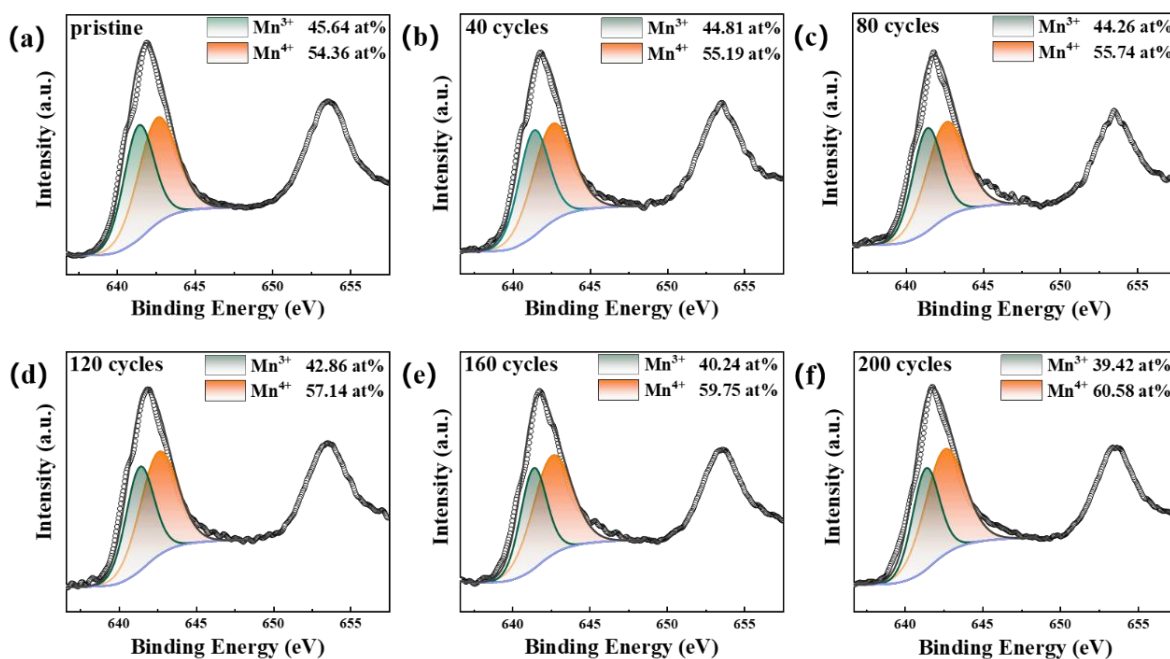 (a) pristine
Mn³⁺ 45.64 at%
Mn⁴⁺ 54.36 at%
Intensity (a.u.)
640 645 650 655
Binding Energy (eV)
(b) 40 cycles
Mn³⁺ 44.81 at%
Mn⁴⁺ 55.19 at%
Intensity (a.u.)
640 645 650 655
Binding Energy (eV)
(c) 80 cycles
Mn³⁺ 44.26 at%
Mn⁴⁺ 55.74 at%
Intensity (a.u.)
640 645 650 655
Binding Energy (eV)
(d) 120 cycles
Mn³⁺ 42.86 at%
Mn⁴⁺ 57.14 at%
Intensity (a.u.)
640 645 650 655
Binding Energy (eV)
(e) 160 cycles
Mn³⁺ 40.24 at%
Mn⁴⁺ 59.75 at%
Intensity (a.u.)
640 645 650 655
Binding Energy (eV)
(f) 200 cycles
Mn³⁺ 39.42 at%
Mn⁴⁺ 60.58 at%
Intensity (a.u.)
640 645 650 655
Binding Energy (eV)